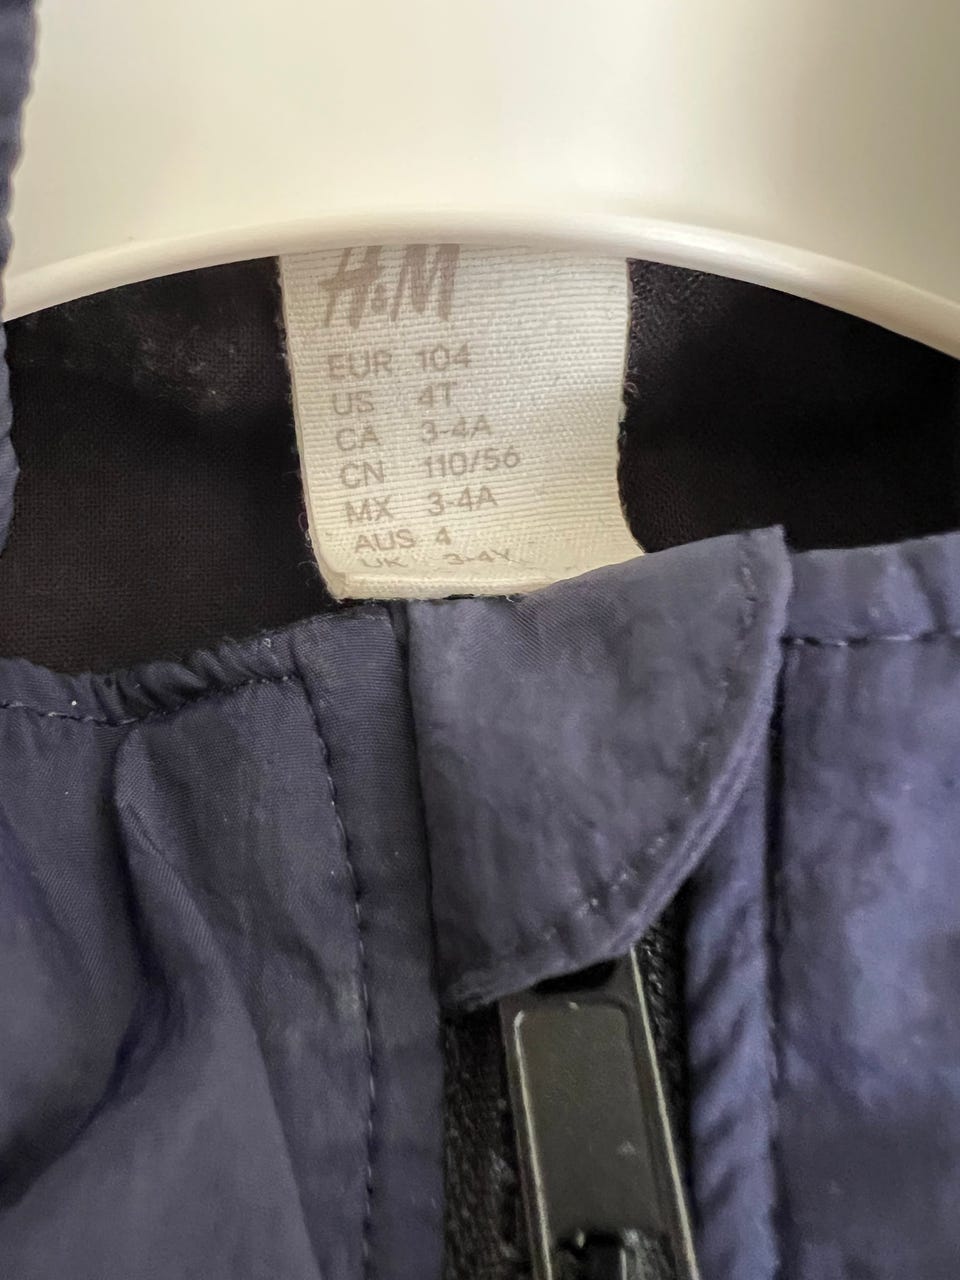 H&M
EUR 104
US 4T
CA 3-4A
CN 110/56
MX 3-4A
AUS 4
UK 3-4Y